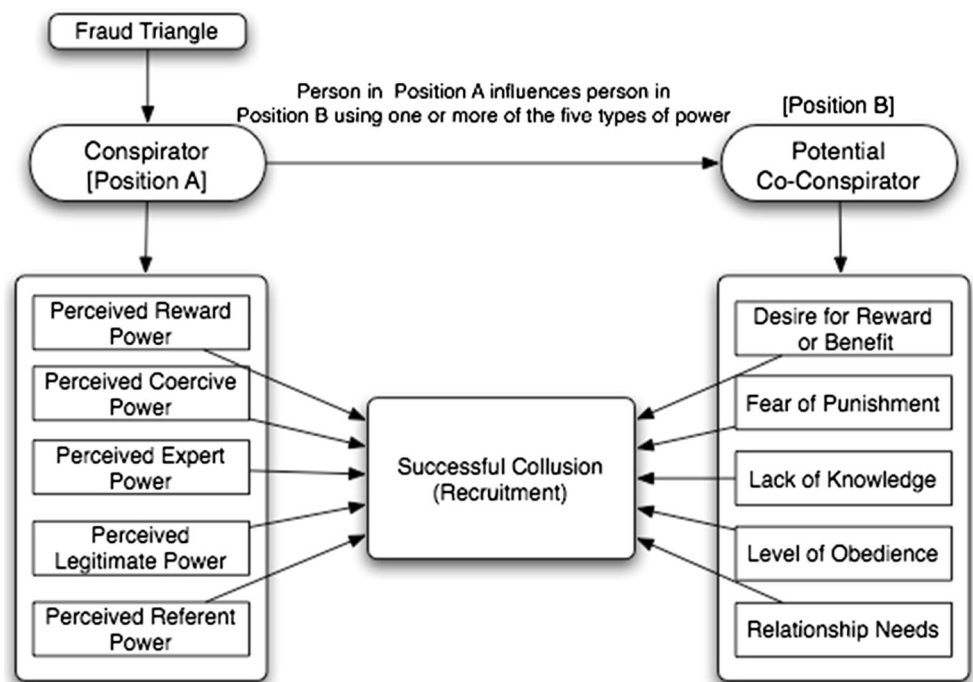 Fraud Triangle
Person in Position A influences person in
Position B using one or more of the five types of power
[Position B]
Conspirator
[Position A]
Potential
Co-Conspirator
Perceived Reward
Power
Perceived Coercive
Power
Perceived Expert
Power
Perceived
Legitimate Power
Perceived Referent
Power
Successful Collusion
(Recruitment)
Desire for Reward
or Benefit
Fear of Punishment
Lack of Knowledge
Level of Obedience
Relationship Needs